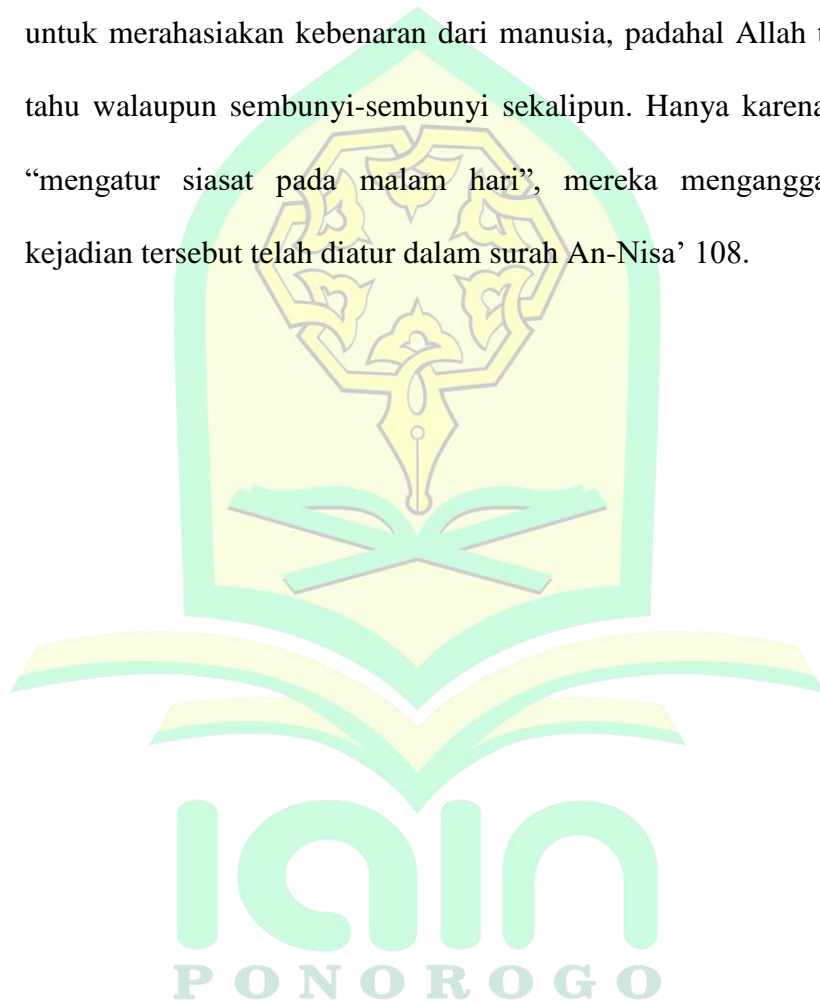 untuk merahasiakan kebenaran dari manusia, padahal Allah
tahu walaupun sembunyi-sembunyi sekalipun. Hanya karena
“mengatur siasat pada malam hari”, mereka
kejadian tersebut telah diatur dalam surah An-Nisa’ 108.
iain
PONOROGO